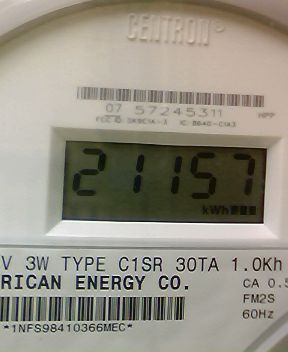 CENTRON
07 57245311
HPP
21157
kWh
V 3W TYPE C1SR 30TA 1.0Kh
RICAN ENERGY CO.
CA 0.5
FM2S
60Hz
*1NFS98410366MEC*